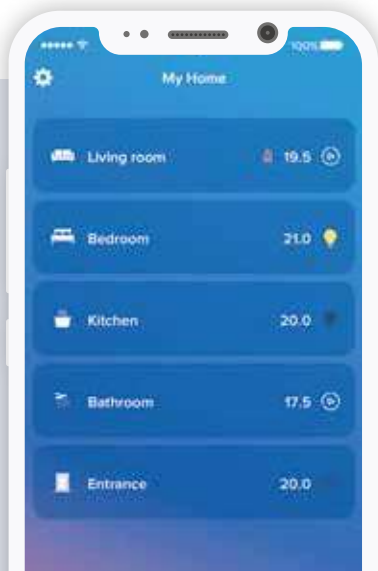 100%
My Home
Living room 19.5
Bedroom 21.0
Kitchen 20.0
Bathroom 17.5
Entrance 20.0